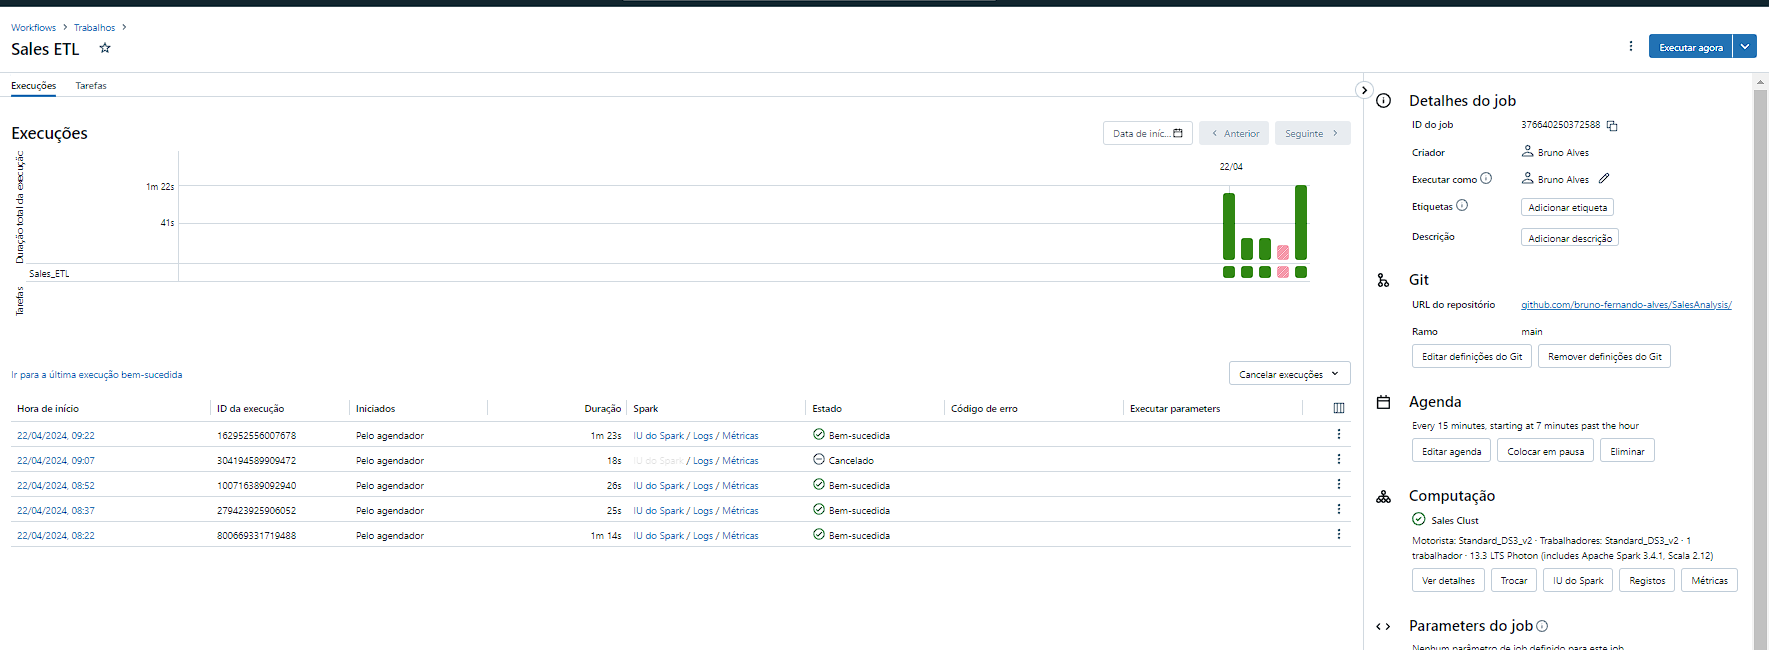 Workflows > Trabalhos >
Sales ETL
Executar agora
Execuções Tarefas
Execuções
Data de iníc... Anterior Seguinte
22/04
Duração total da execução
1m 22s
41s
Sales_ETL
Tarefas
Ir para a última execução bem-sucedida
Cancelar execuções
Hora de início ID da execução Iniciados Duração Spark Estado Código de erro Executar parameters
22/04/2024, 09:22 162952556007678 Pelo agendador 1m 23s IU do Spark / Logs / Métricas Bem-sucedida
22/04/2024, 09:07 304194589909472 Pelo agendador 18s IU do Spark / Logs / Métricas Cancelado
22/04/2024, 08:52 100716389092940 Pelo agendador 26s IU do Spark / Logs / Métricas Bem-sucedida
22/04/2024, 08:37 279423925906052 Pelo agendador 25s IU do Spark / Logs / Métricas Bem-sucedida
22/04/2024, 08:22 800669331719488 Pelo agendador 1m 14s IU do Spark / Logs / Métricas Bem-sucedida
Detalhes do job
ID do job 376640250372588
Criador Bruno Alves
Executar como Bruno Alves
Etiquetas Adicionar etiqueta
Descrição Adicionar descrição
Git
URL do repositório github.com/bruno-fernando-alves/SalesAnalysis/
Ramo main
Editar definições do Git Remover definições do Git
Agenda
Every 15 minutes, starting at 7 minutes past the hour
Editar agenda Colocar em pausa Eliminar
Computação
Sales Clust
Motorista: Standard_DS3_v2 · Trabalhadores: Standard_DS3_v2 · 1
trabalhador · 13.3 LTS Photon (includes Apache Spark 3.4.1, Scala 2.12)
Ver detalhes Trocar IU do Spark Registos Métricas
Parameters do job
Nenhum parâmetro de job definido para este job